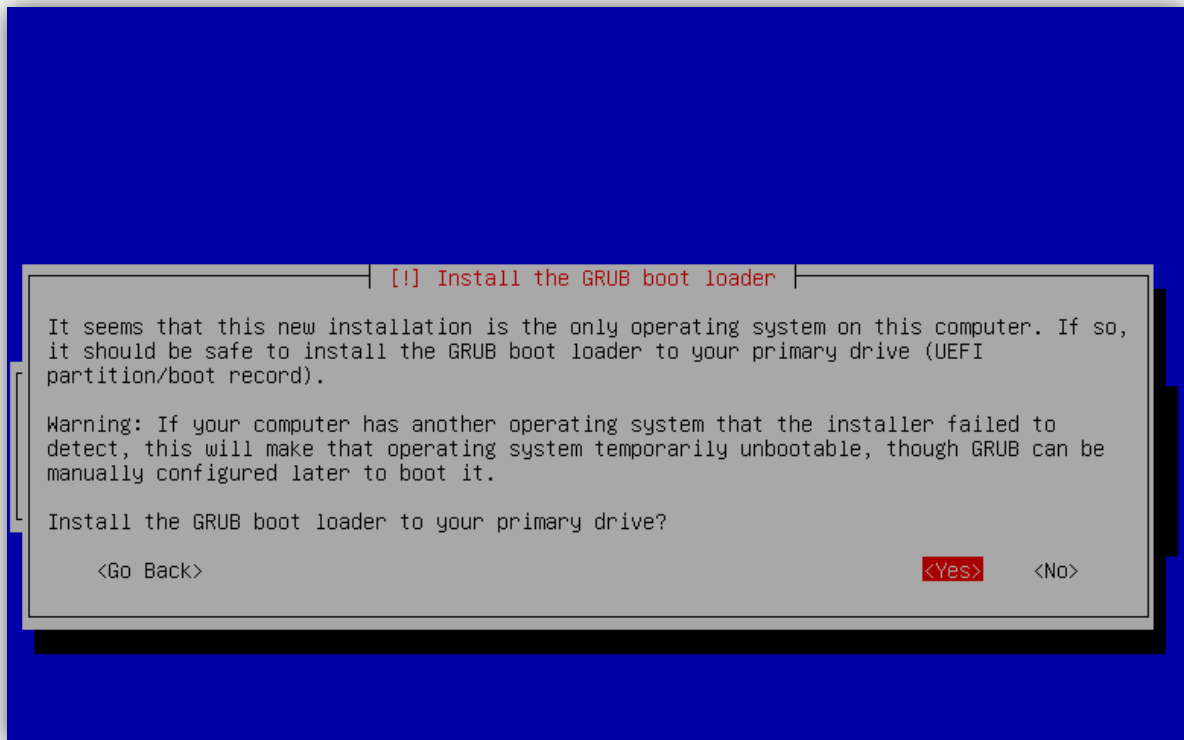 [!] Install the GRUB boot loader
It seems that this new installation is the only operating system on this computer. If so,
it should be safe to install the GRUB boot loader to your primary drive (UEFI
partition/boot record).
Warning: If your computer has another operating system that the installer failed to
detect, this will make that operating system temporarily unbootable, though GRUB can be
manually configured later to boot it.
Install the GRUB boot loader to your primary drive?
<Go Back> <Yes> <No>